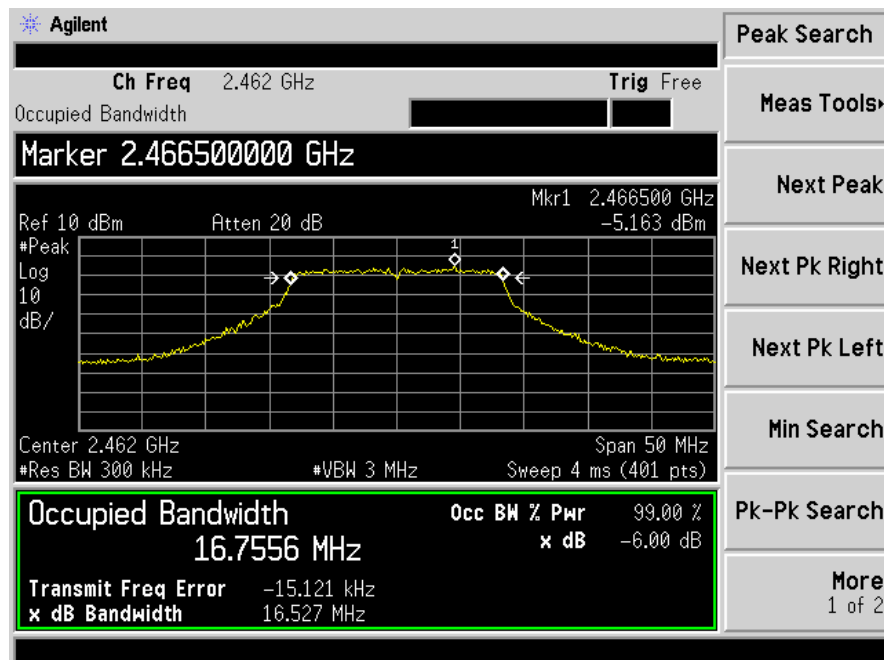 Agilent
Peak Search
Ch Freq 2.462 GHz Trig Free
Occupied Bandwidth
Meas Tools
Marker 2.466500000 GHz
Next Peak
Mkr1 2.466500 GHz
Ref 10 dBm Atten 20 dB -5.163 dBm
#Peak
1
Log
10
dB/
Next Pk Right
Next Pk Left
Center 2.462 GHz Span 50 MHz
#Res BW 300 kHz #VBW 3 MHz Sweep 4 ms (401 pts)
Min Search
Occupied Bandwidth Occ BW % Pwr 99.00 %
16.7556 MHz x dB -6.00 dB
Pk-Pk Search
Transmit Freq Error -15.121 kHz
x dB Bandwidth 16.527 MHz
More
1 of 2